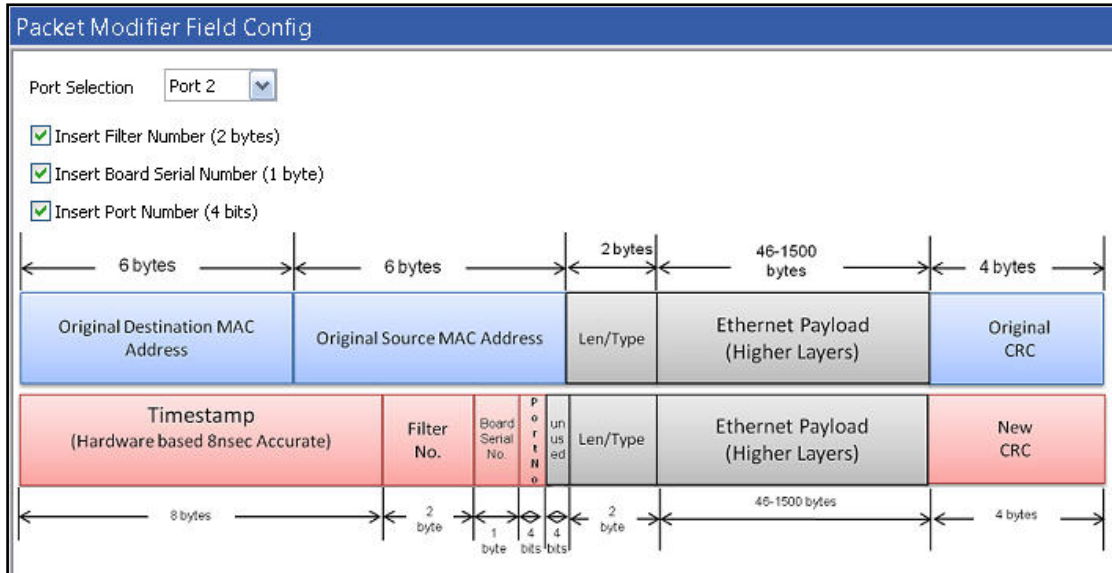 Packet Modifier Field Config
Port Selection
Port 2
Insert Filter Number (2 bytes)
Insert Board Serial Number (1 byte)
Insert Port Number (4 bits)
6 bytes
6 bytes
2 bytes
46-1500
bytes
4 bytes
Original Destination MAC
Address
Original Source MAC Address
Len/Type
Ethernet Payload
(Higher Layers)
Original
CRC
Timestamp
(Hardware based 8nsec Accurate)
Filter
No.
Board
Serial
No.
P
o
r
t
N
o
un
us
ed
Len/Type
Ethernet Payload
(Higher Layers)
New
CRC
8 bytes
2
byte
1
byte
4
bits
4
bits
2
byte
46-1500 bytes
4 bytes